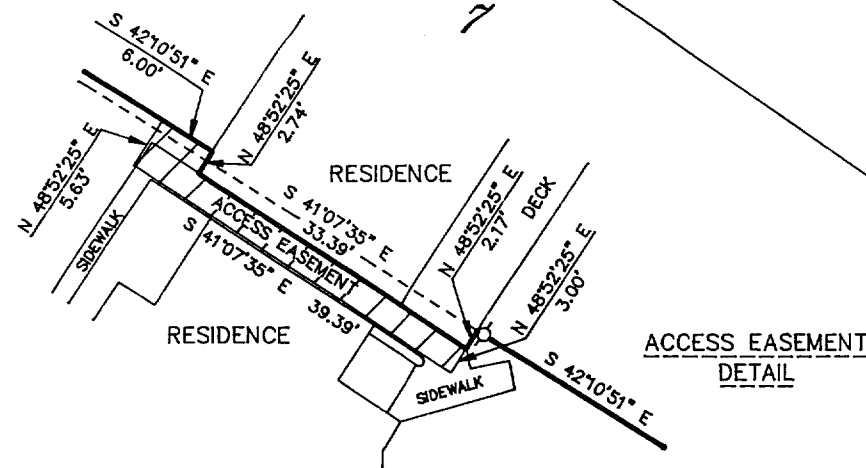 7
S 42°10'51" E
6.00'
N 48°52'25" E
2.74'
N 48°52'25" E
5.63'
RESIDENCE
S 41°07'35" E
33.39'
N 48°52'25" E
2.17'
DECK
N 48°52'25" E
3.00'
SIDEWALK
ACCESS EASEMENT
S 41°07'35" E
39.39'
RESIDENCE
SIDEWALK
S 42°10'51" E
ACCESS EASEMENT
DETAIL